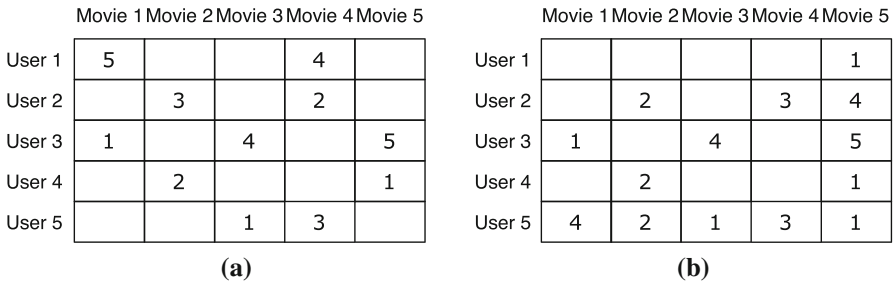 Movie 1 Movie 2 Movie 3 Movie 4 Movie 5
User 1 5 4
User 2 3 2
User 3 1 4 5
User 4 2 1
User 5 1 3
(a)
Movie 1 Movie 2 Movie 3 Movie 4 Movie 5
User 1 1
User 2 2 3 4
User 3 1 4 5
User 4 2 1
User 5 4 2 1 3 1
(b)